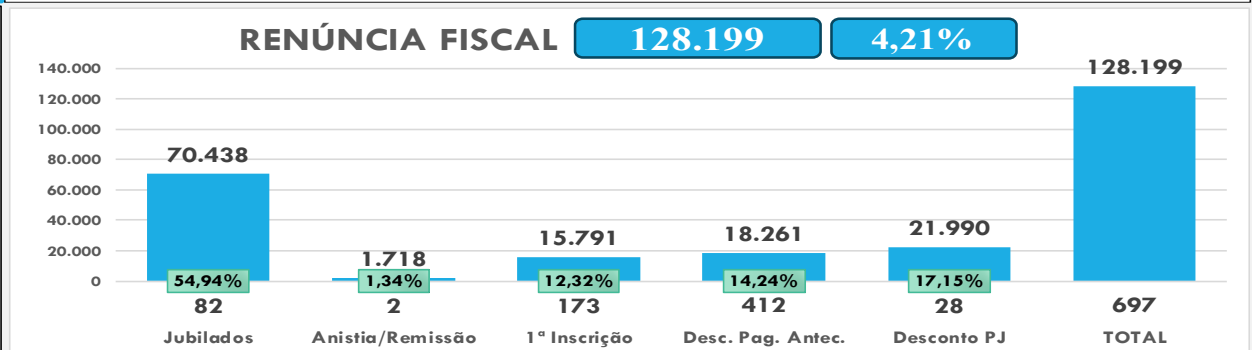 RENÚNCIA FISCAL 128.199 4,21%
140.000
120.000
100.000
80.000
60.000
40.000
20.000
0
70.438 1.718 15.791 18.261 21.990 128.199
54,94% 1,34% 12,32% 14,24% 17,15%
82 2 173 412 28 697
Jubilados Anistia/Remissão 1ª Inscrição Desc. Pag. Antec. Desconto PJ TOTAL